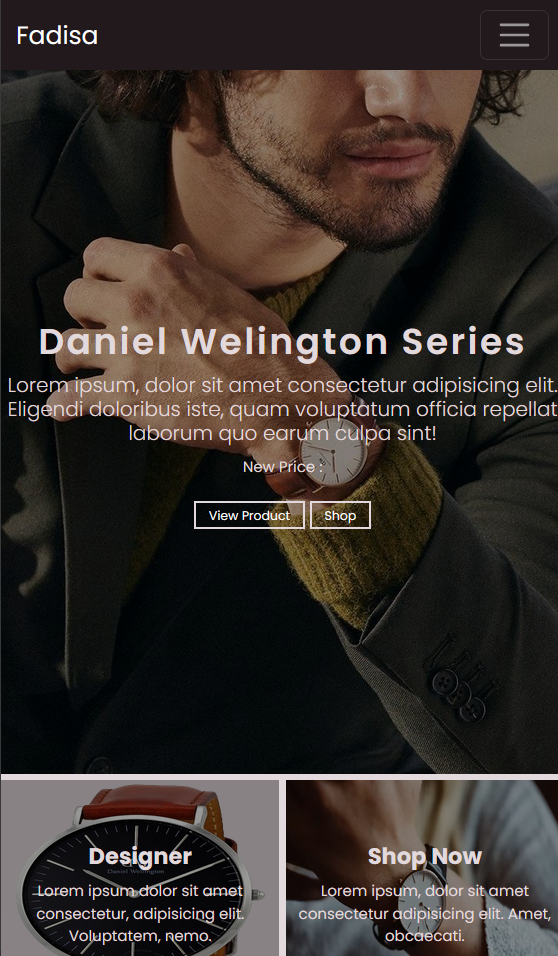 Fadisa
Daniel Welington Series
Lorem ipsum, dolor sit amet consectetur adipisicing elit.
Eligendi doloribus iste, quam voluptatum officia repellat
laborum quo earum culpa sint!
New Price :
View Product
Shop
Designer
Daniel Wellington
Lorem ipsum dolor sit amet
consectetur, adipisicing elit.
Voluptatem, nemo.
Shop Now
Lorem ipsum dolor sit amet
consectetur adipisicing elit. Amet,
obcaecati.